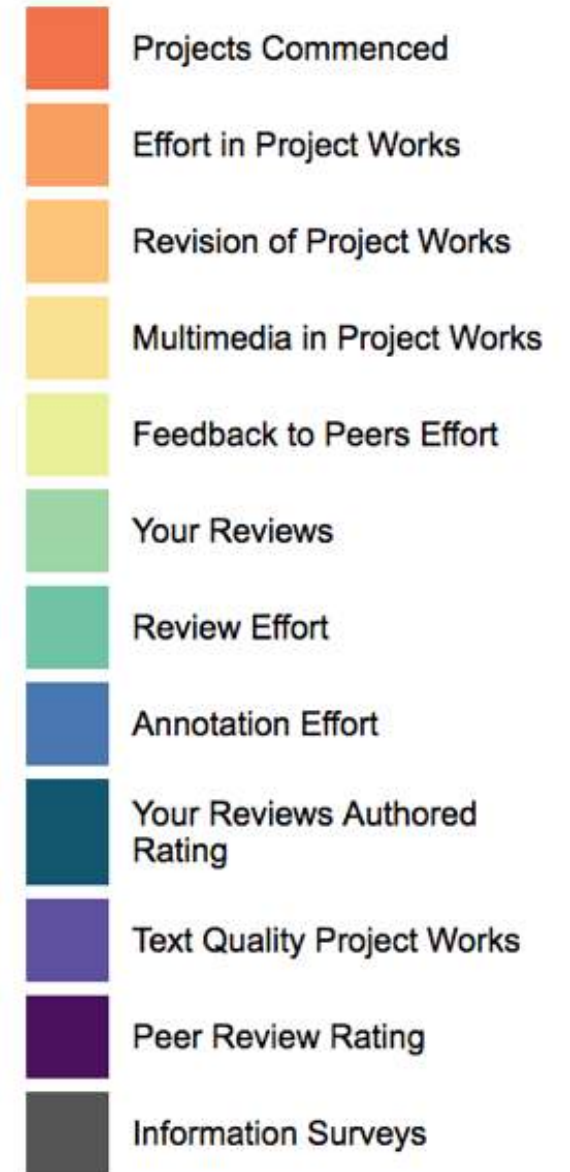 Projects Commenced
Effort in Project Works
Revision of Project Works
Multimedia in Project Works
Feedback to Peers Effort
Your Reviews
Review Effort
Annotation Effort
Your Reviews Authored
Rating
Text Quality Project Works
Peer Review Rating
Information Surveys